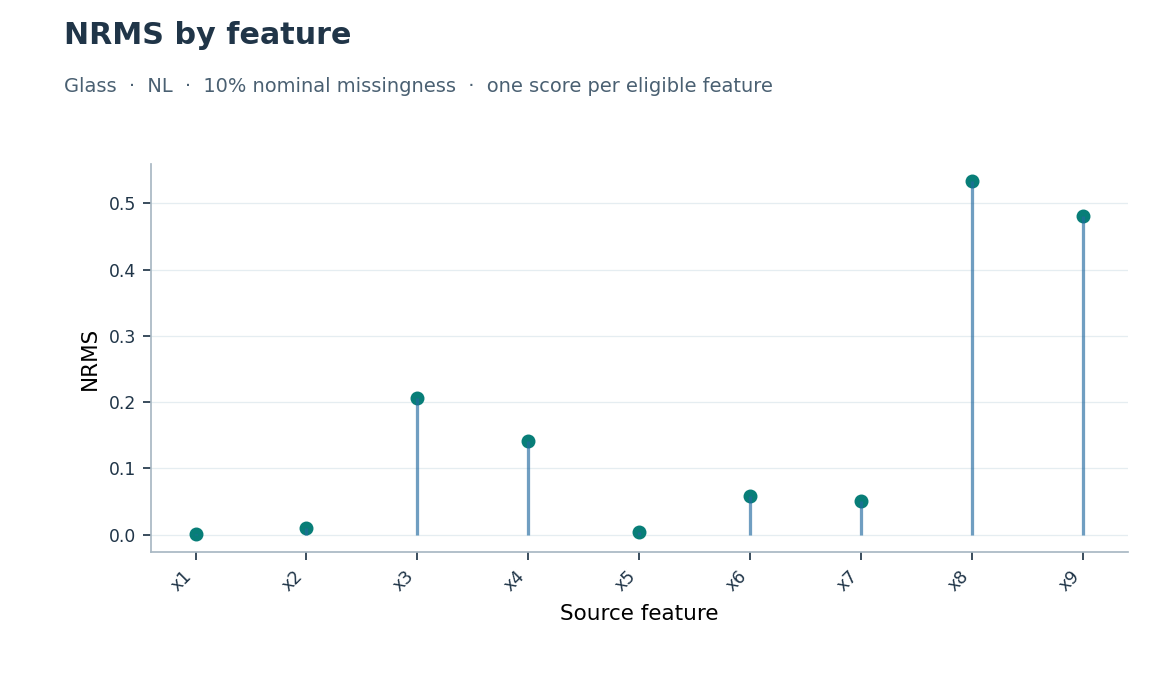 NRMS by feature
Glass · NL · 10% nominal missingness · one score per eligible feature
0.5
0.4
0.3
0.2
0.1
0.0
NRMS
x1 x2 x3 x4 x5 x6 x7 x8 x9
Source feature